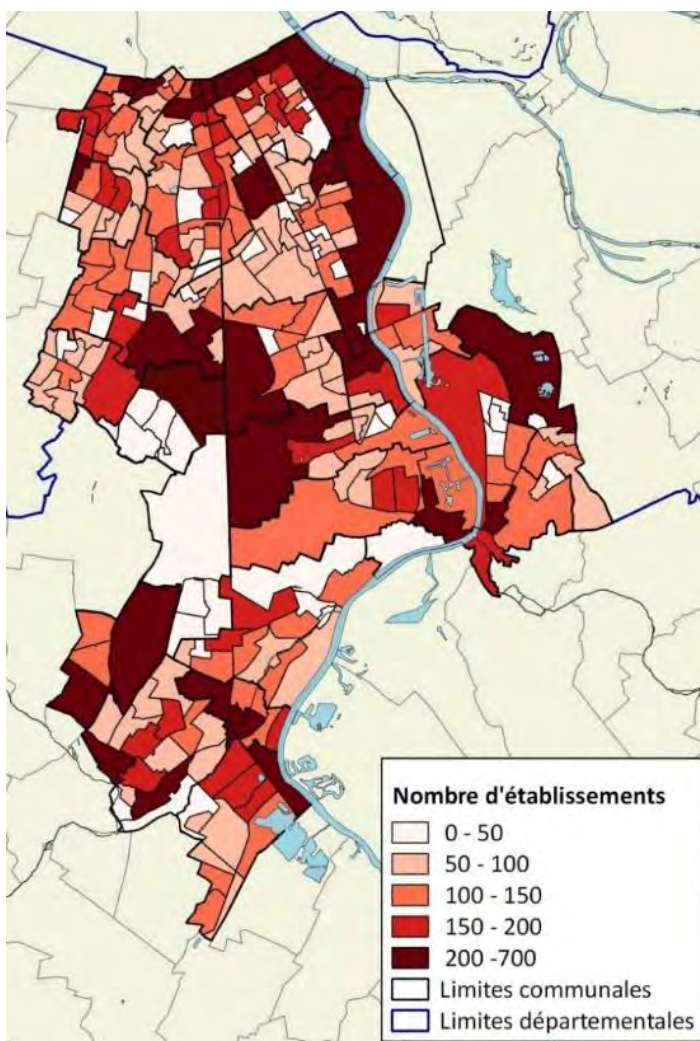 Nombre d'établissements
0 - 50
50 - 100
100 - 150
150 - 200
200 -700
Limites communales
Limites départementales